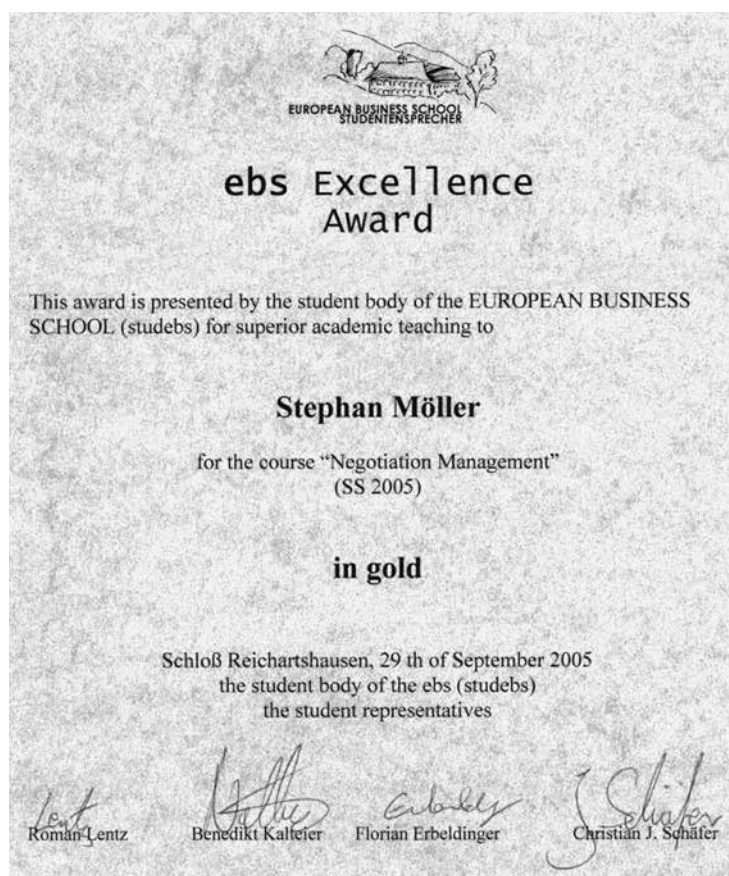 EUROPEAN BUSINESS SCHOOL
STUDENTENSPRECHER
ebs Excellence
Award
This award is presented by the student body of the EUROPEAN BUSINESS
SCHOOL (studebs) for superior academic teaching to
Stephan Möller
for the course “Negotiation Management”
(SS 2005)
in gold
Schloß Reichartshausen, 29 th of September 2005
the student body of the ebs (studebs)
the student representatives
Lentz
Schäfer
Roman Lentz Benedikt Kalteier Florian Erbeldinger Christian J. Schäfer